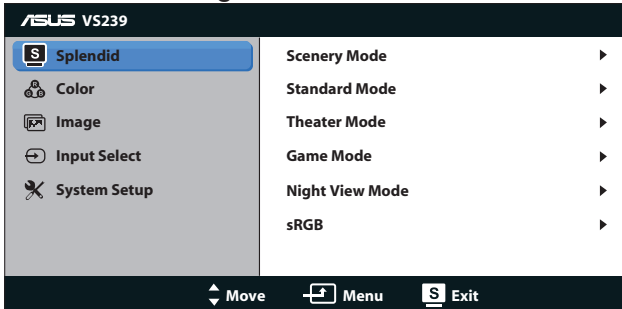 /SUS VS239
S Splendid
Color
Image
Input Select
System Setup
Scenery Mode
Standard Mode
Theater Mode
Game Mode
Night View Mode
sRGB
Move Menu S Exit